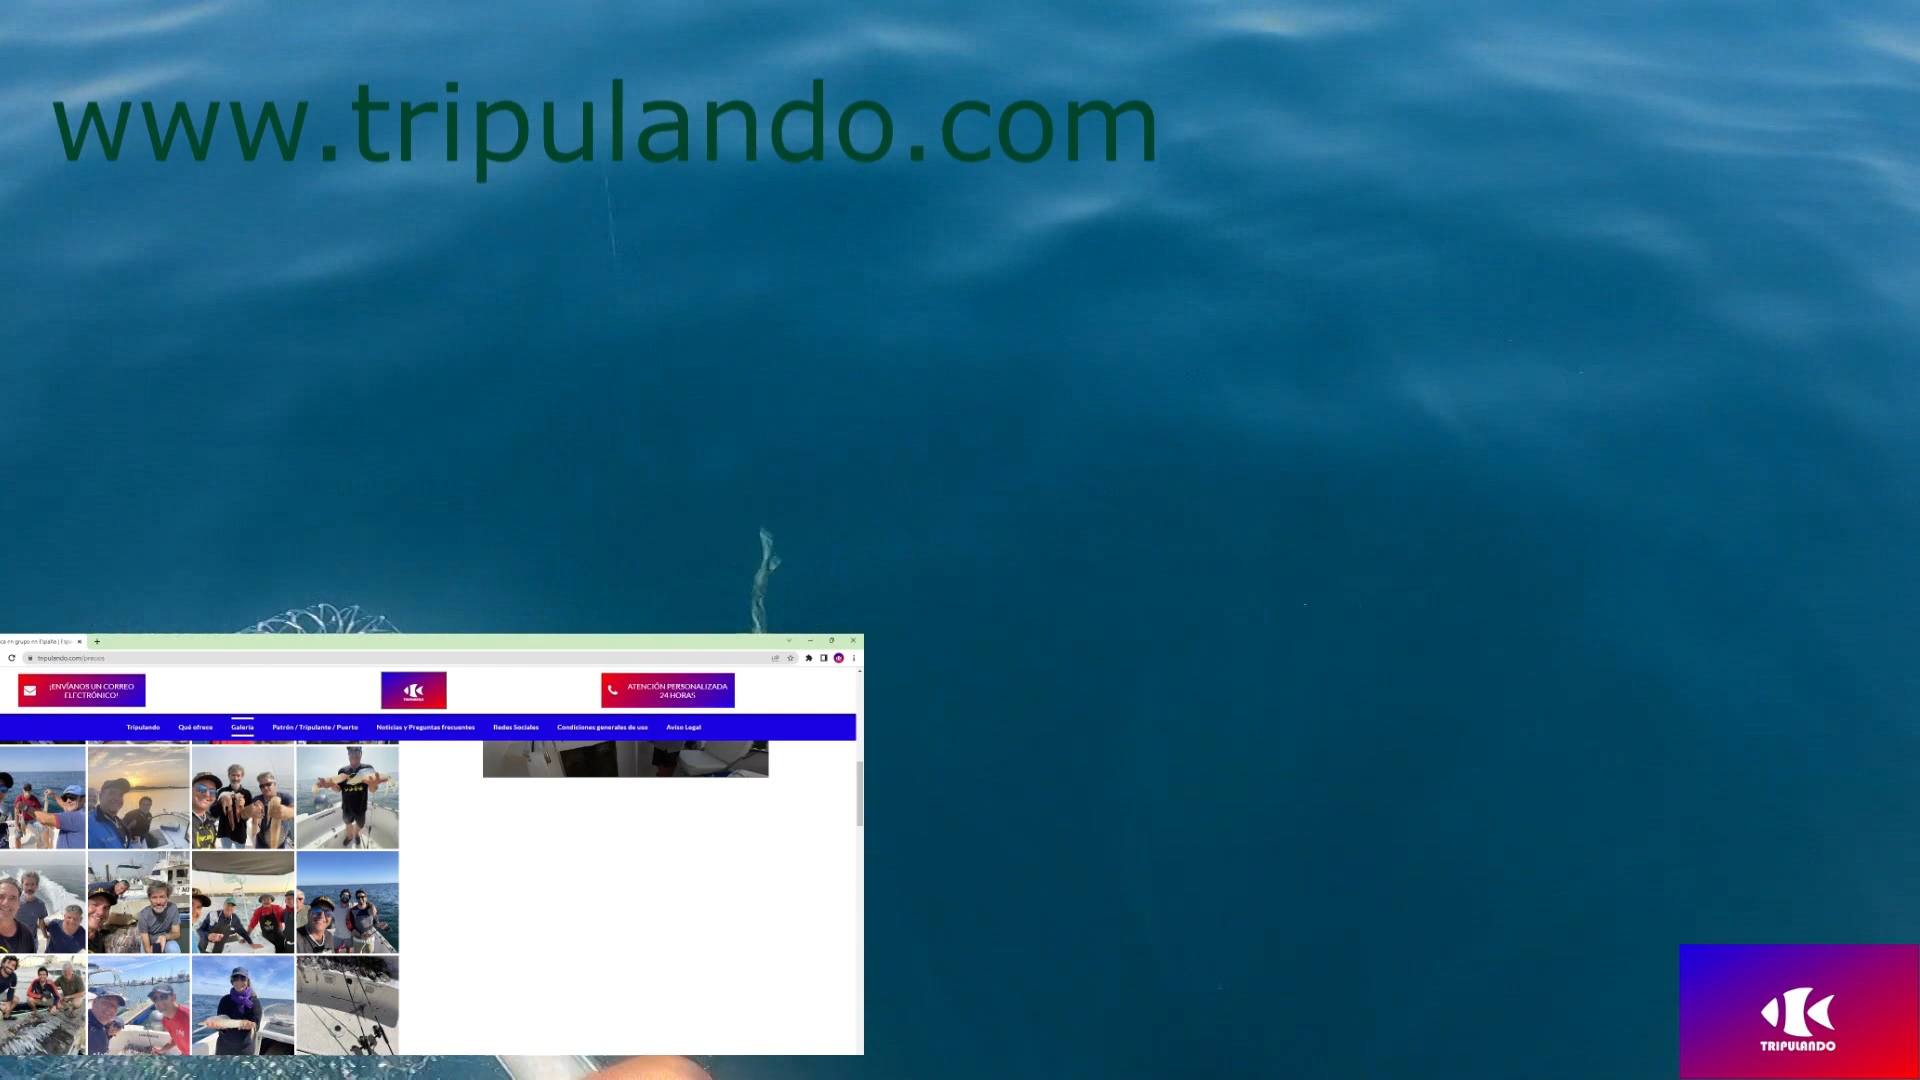 www.tripulando.com
tripulando.com/precios
¡ENVÍANOS UN CORREO
ELECTRÓNICO!
TRIPULANDO
ATENCIÓN PERSONALIZADA
24 HORAS
Tripulando Qué ofrece Galería Patrón / Tripulante / Puerto Noticias y Preguntas frecuentes Redes Sociales Condiciones generales de uso Aviso Legal
TRIPULANDO